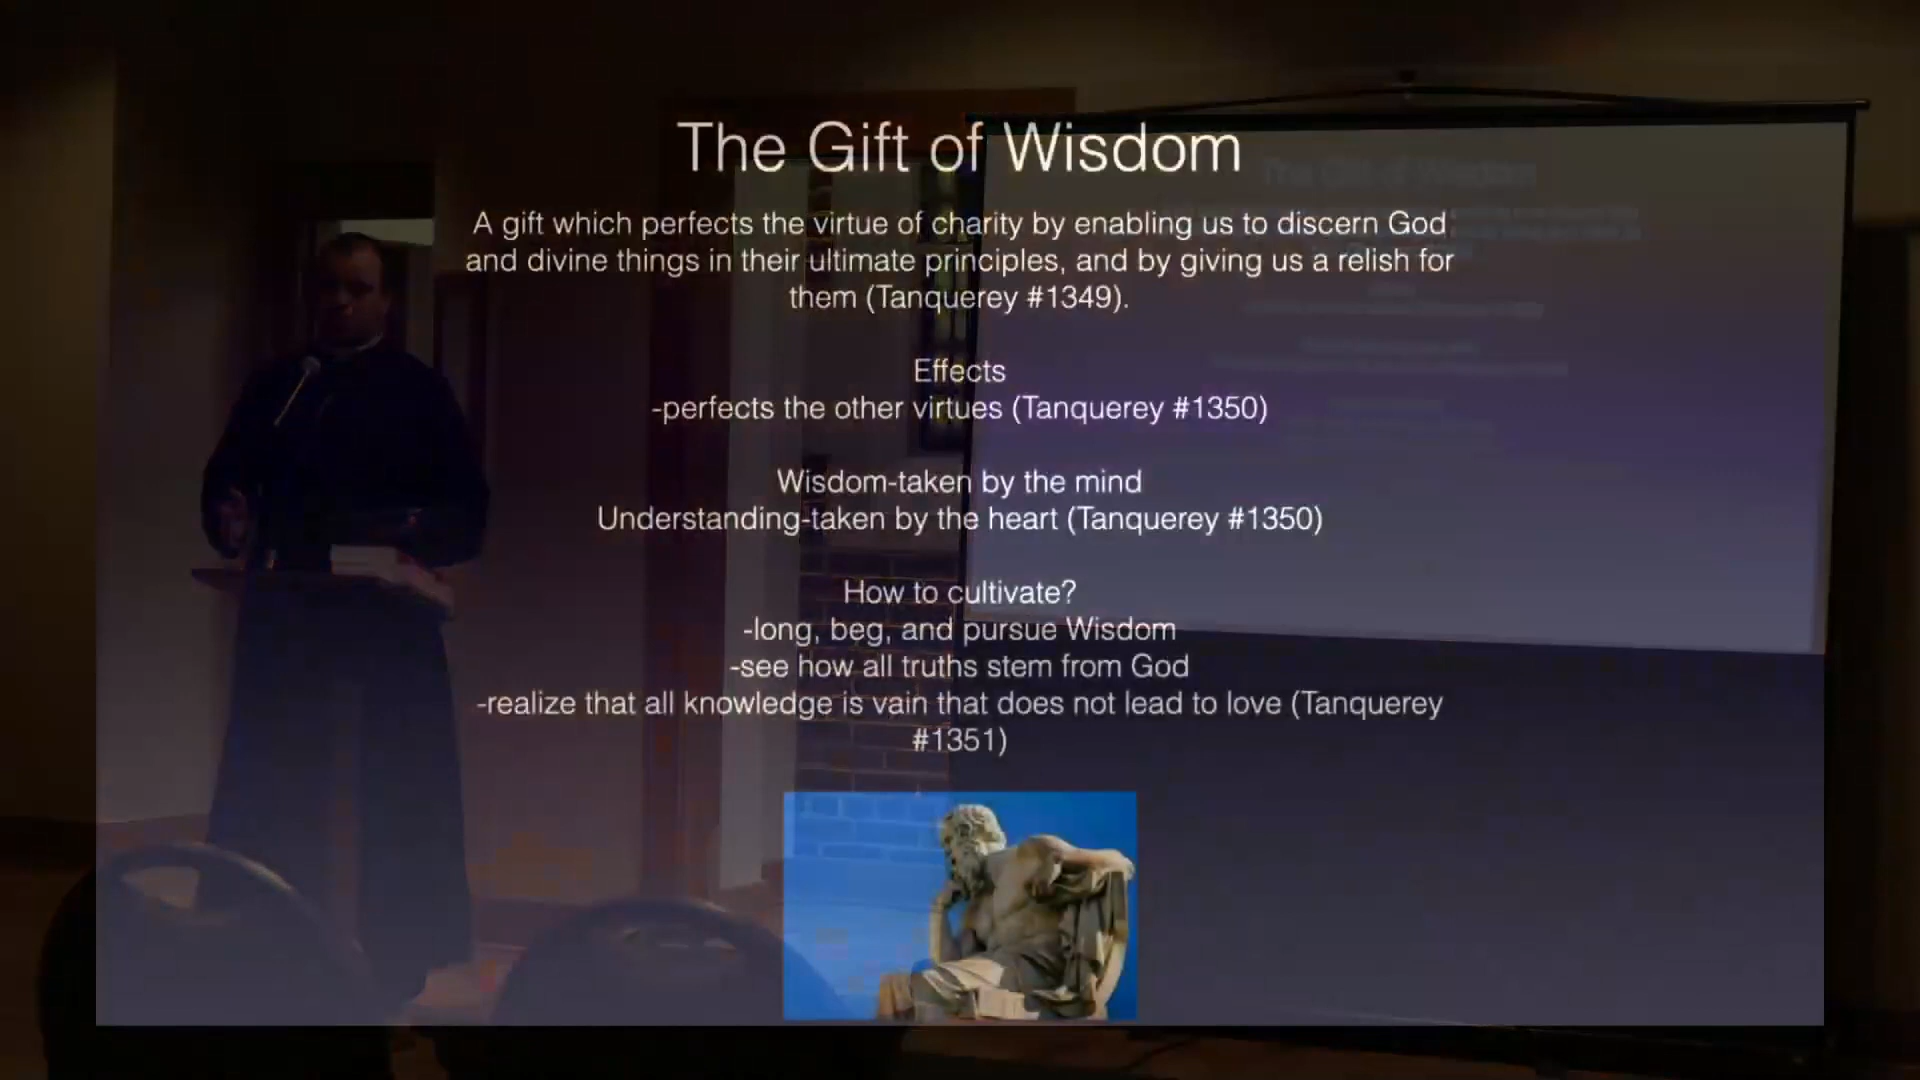 The Gift of Wisdom
A gift which perfects the virtue of charity by enabling us to discern God
and divine things in their ultimate principles, and by giving us a relish for
them (Tanquerey #1349).
Effects
-perfects the other virtues (Tanquerey #1350)
Wisdom-taken by the mind
Understanding-taken by the heart (Tanquerey #1350)
How to cultivate?
-long, beg, and pursue Wisdom
-see how all truths stem from God
-realize that all knowledge is vain that does not lead to love (Tanquerey
#1351)